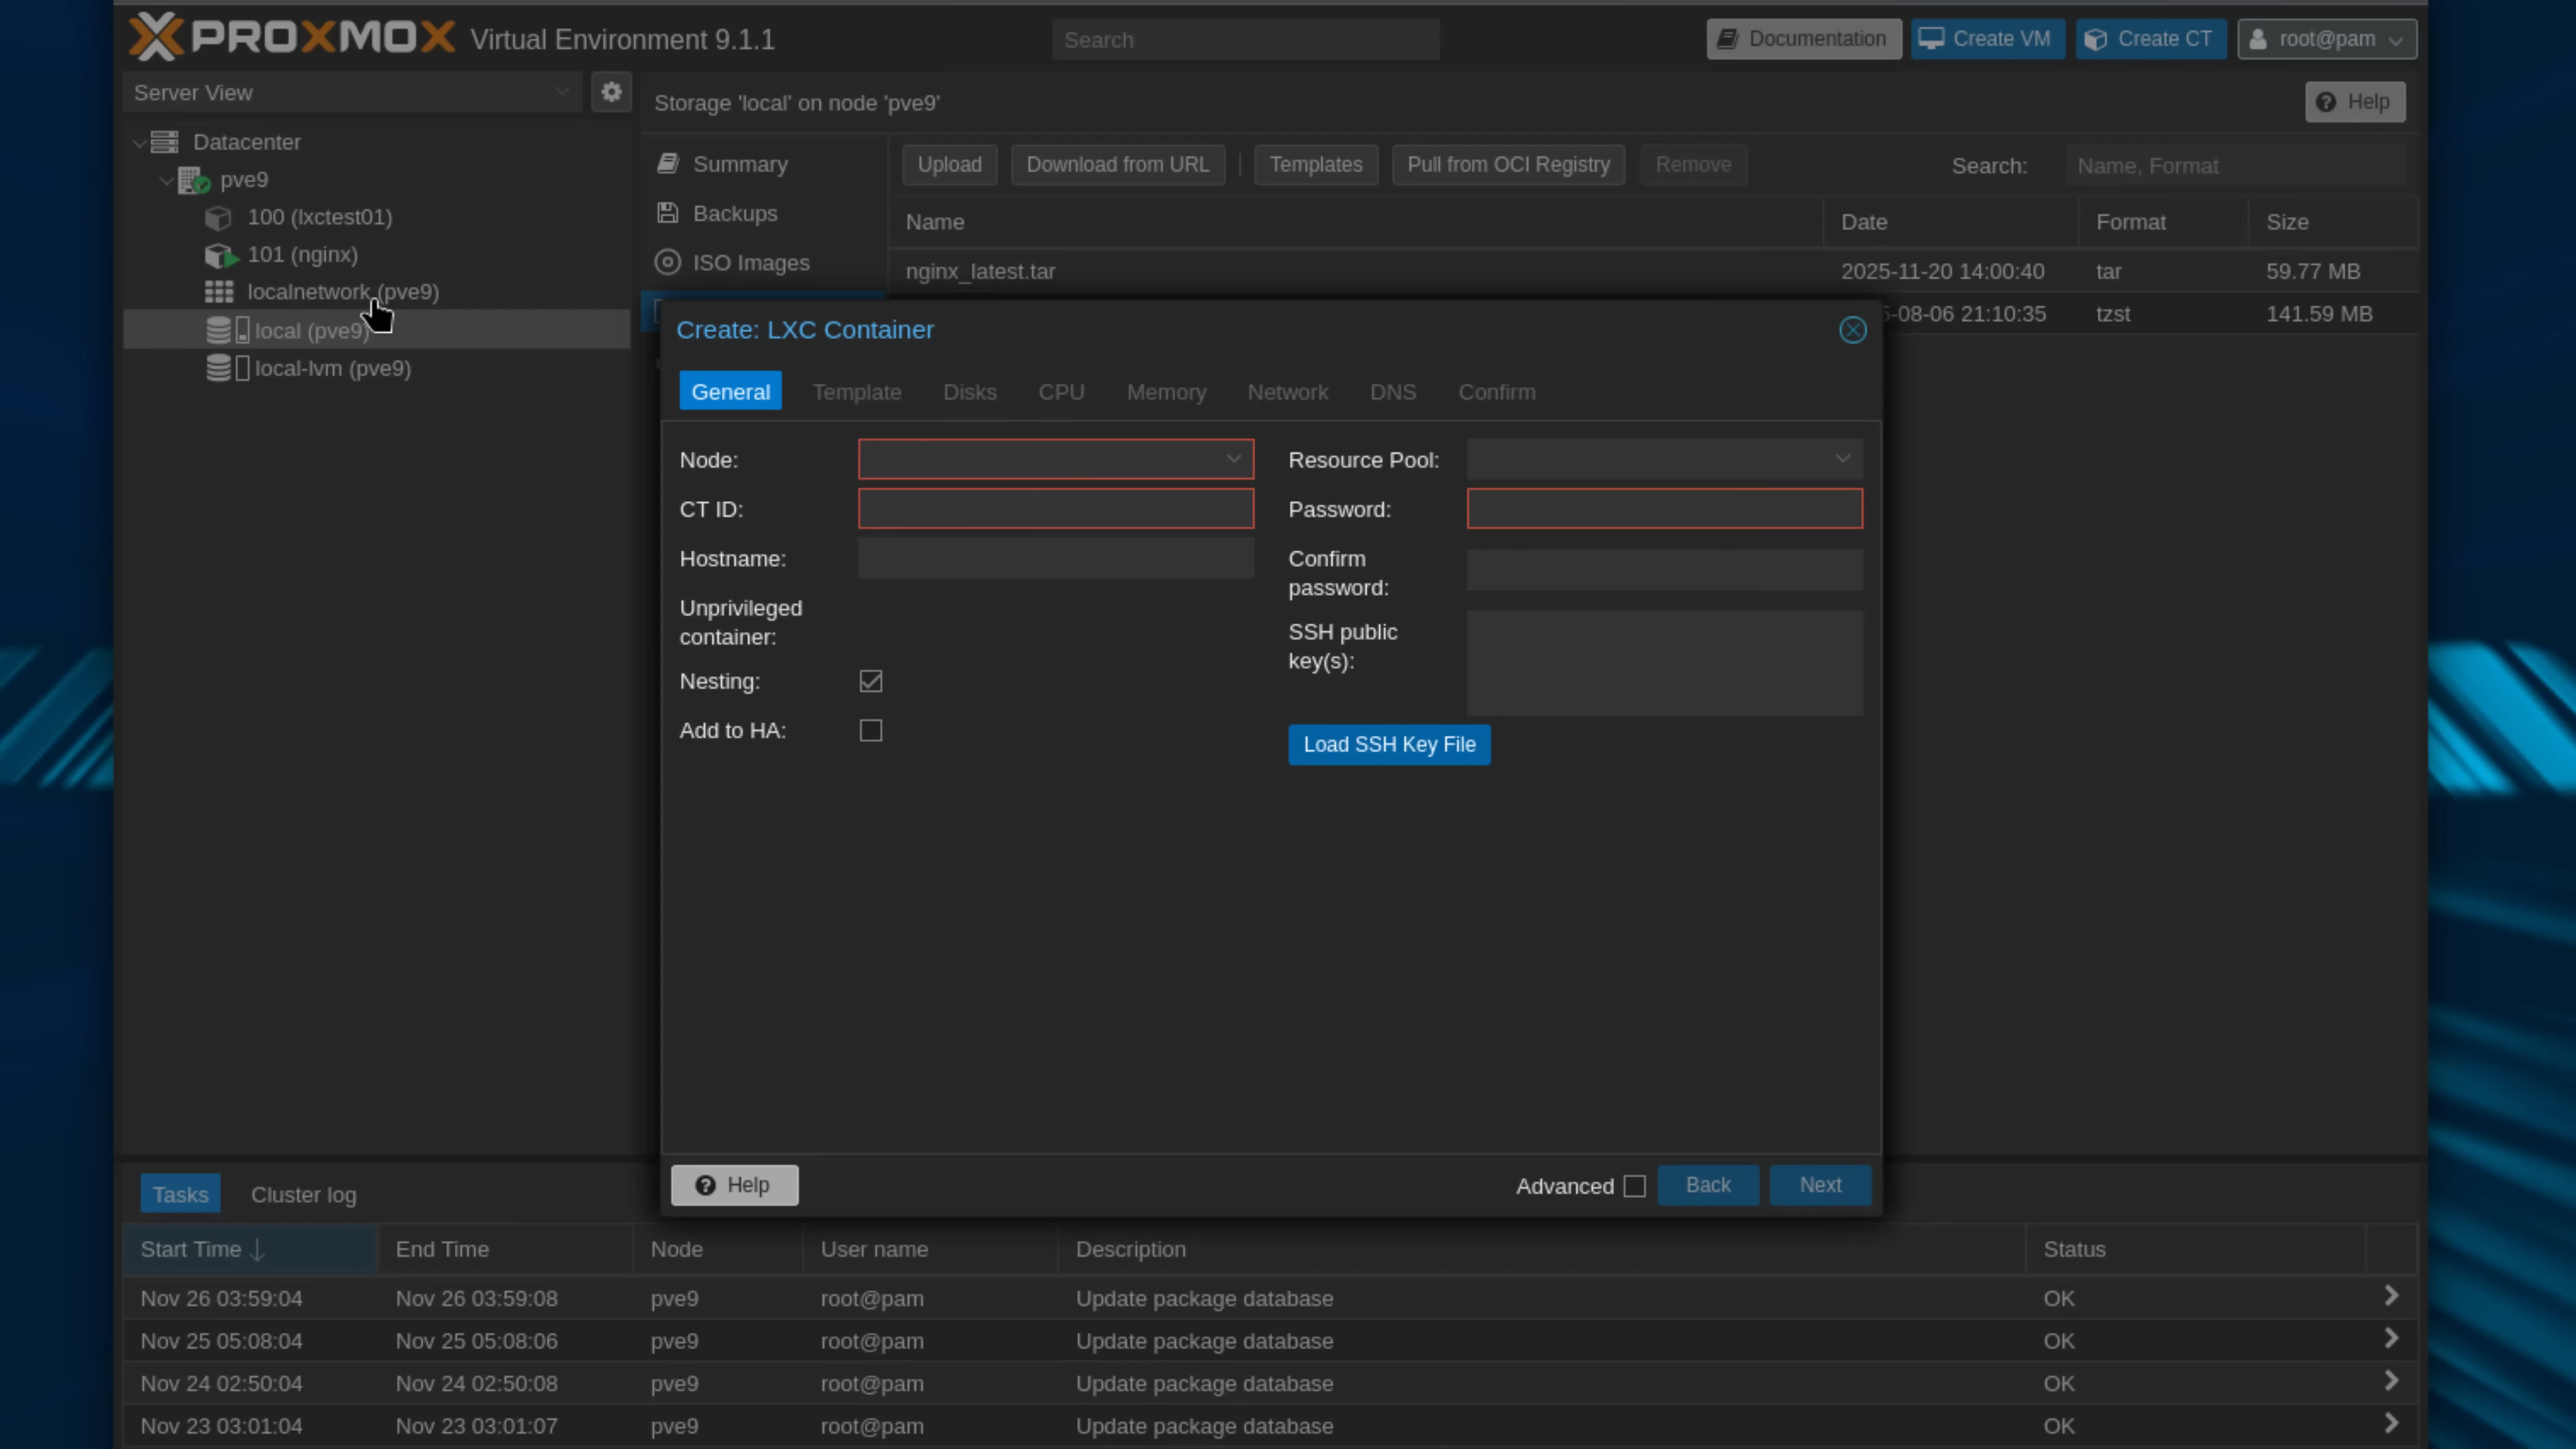 PROXMOX Virtual Environment 9.1.1
Search
Documentation
Create VM
Create CT
root@pam
Server View
Storage 'local' on node 'pve9'
Help
Datacenter
pve9
100 (lxctest01)
101 (nginx)
localnetwork (pve9)
local (pve9)
local-lvm (pve9)
Summary
Backups
ISO Images
Upload
Download from URL
Templates
Pull from OCI Registry
Remove
Search:
Name, Format
Name Date Format Size
nginx_latest.tar 2025-11-20 14:00:40 tar 59.77 MB
-08-06 21:10:35 tzst 141.59 MB
Create: LXC Container
General Template Disks CPU Memory Network DNS Confirm
Node:
CT ID:
Hostname:
Unprivileged
container:
Nesting:
Add to HA:
Resource Pool:
Password:
Confirm
password:
SSH public
key(s):
Load SSH Key File
Help
Advanced
Back
Next
Tasks
Cluster log
Start Time End Time Node User name Description Status
Nov 26 03:59:04 Nov 26 03:59:08 pve9 root@pam Update package database OK
Nov 25 05:08:04 Nov 25 05:08:06 pve9 root@pam Update package database OK
Nov 24 02:50:04 Nov 24 02:50:08 pve9 root@pam Update package database OK
Nov 23 03:01:04 Nov 23 03:01:07 pve9 root@pam Update package database OK